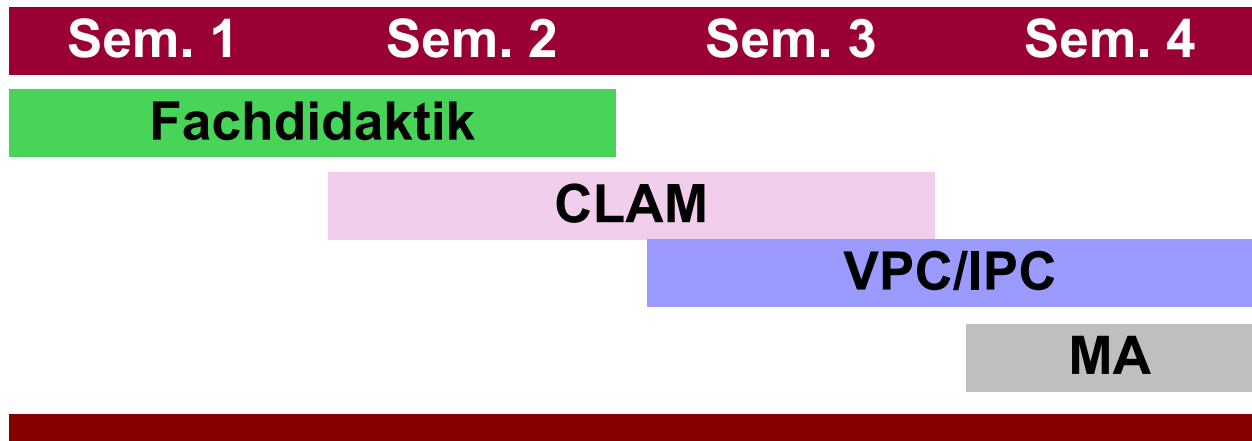 Sem. 1 Sem. 2 Sem. 3 Sem. 4
Fachdidaktik
CLAM
VPC/IPC
MA